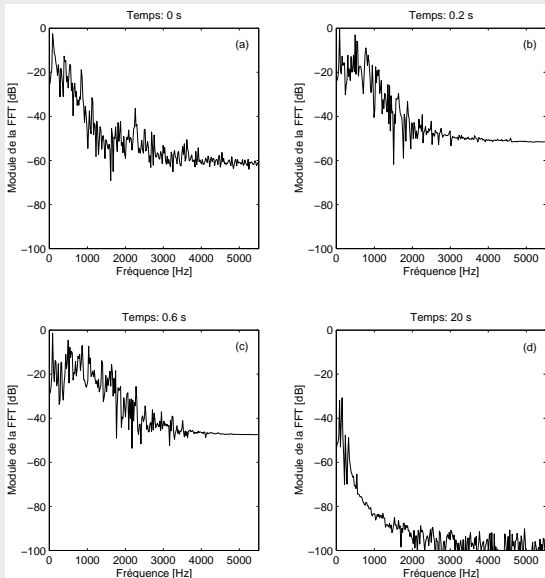 Temps: 0 s
(a)
0
−20
−40
−60
−80
−100
Module de la FFT [dB]
0 1000 2000 3000 4000 5000
Fréquence [Hz]
Temps: 0.2 s
(b)
0
−20
−40
−60
−80
−100
Module de la FFT [dB]
0 1000 2000 3000 4000 5000
Fréquence [Hz]
Temps: 0.6 s
(c)
0
−20
−40
−60
−80
−100
Module de la FFT [dB]
0 1000 2000 3000 4000 5000
Fréquence [Hz]
Temps: 20 s
(d)
0
−20
−40
−60
−80
−100
Module de la FFT [dB]
0 1000 2000 3000 4000 5000
Fréquence [Hz]